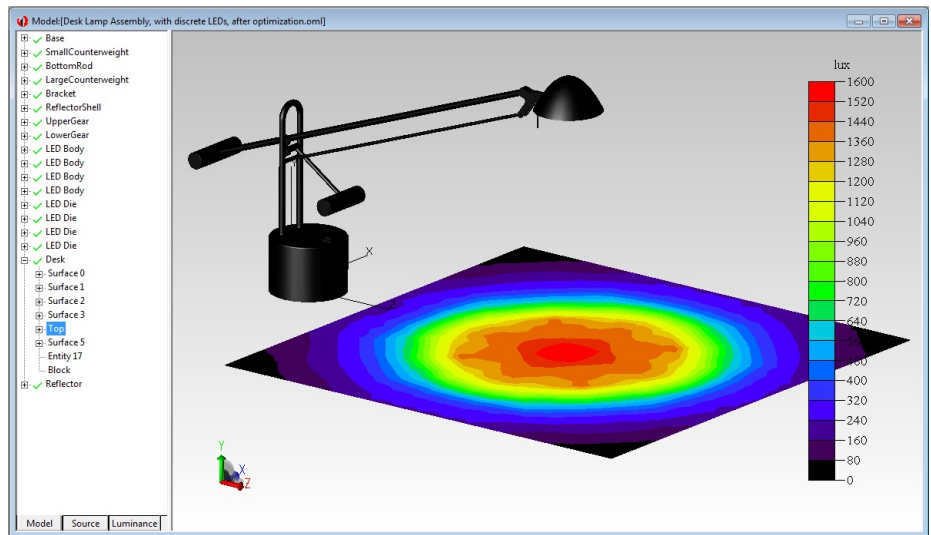 Model:[Desk Lamp Assembly, with discrete LEDs, after optimization.oml]
Base
SmallCounterweight
BottomRod
LargeCounterweight
Bracket
ReflectorShell
UpperGear
LowerGear
LED Body
LED Body
LED Body
LED Body
LED Die
LED Die
LED Die
LED Die
Desk
Surface 0
Surface 1
Surface 2
Surface 3
Top
Surface 5
Entity 17
Block
Reflector
Model Source Luminance
X
Y
X
Z
lux
1600
1520
1440
1360
1280
1200
1120
1040
960
880
800
720
640
400
320
240
160
80
0